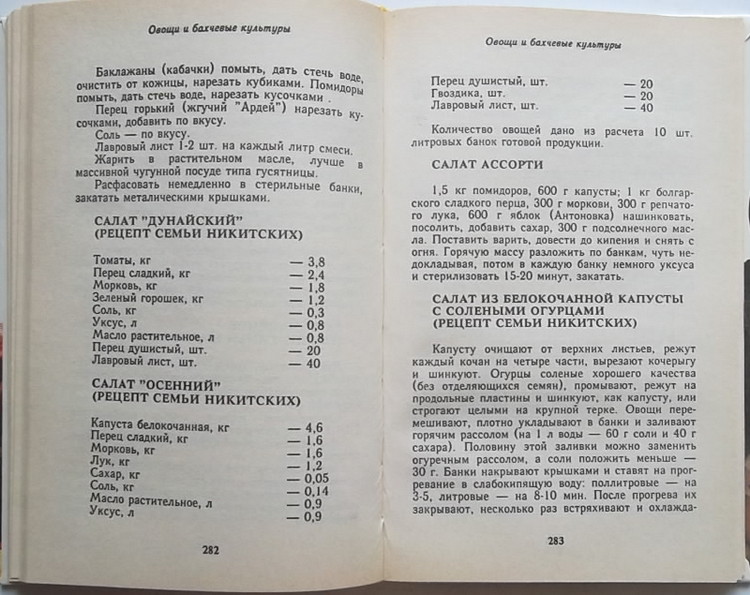 Овощи и бахчевые культуры
Баклажаны (кабачки) помыть, дать стечь воде,
очистить от кожицы, нарезать кубиками. Помидоры
помыть, дать стечь воде, нарезать кусочками .
Перец горький (жгучий "Ардей") нарезать ку-
сочками, добавить по вкусу.
Соль — по вкусу.
Лавровый лист 1-2 шт. на каждый литр смеси.
Жарить в растительном масле, лучше в
массивной чугунной посуде типа гусятницы.
Расфасовать немедленно в стерильные банки,
закатать металическими крышками.
САЛАТ "ДУНАЙСКИЙ"
(РЕЦЕПТ СЕМЬИ НИКИТСКИХ)
Томаты, кг — 3,8
Перец сладкий, кг — 2,4
Морковь, кг — 1,8
Зеленый горошек, кг — 1,2
Соль, кг — 0,3
Уксус, л — 0,8
Масло растительное, л — 0,8
Перец душистый, шт. — 20
Лавровый лист, шт. — 40
САЛАТ "ОСЕННИЙ"
(РЕЦЕПТ СЕМЬИ НИКИТСКИХ)
Капуста белокочанная, кг — 4,6
Перец сладкий, кг — 1,6
Морковь, кг — 1,6
Лук, кг — 1,2
Сахар, кг — 0,05
Соль, кг — 0,14
Масло растительное, л — 0,9
Уксус, л — 0,9
282
Овощи и бахчевые культуры
Перец душистый, шт. — 20
Гвоздика, шт. — 20
Лавровый лист, шт. — 40
Количество овощей дано из расчета 10 шт.
литровых банок готовой продукции.
САЛАТ АССОРТИ
1,5 кг помидоров, 600 г капусты; 1 кг болгар-
ского сладкого перца, 300 г моркови, 300 г репчато-
го лука, 600 г яблок (Антоновка) нашинковать,
посолить, добавить сахар, 300 г подсолнечного мас-
ла. Поставить варить, довести до кипения и снять с
огня. Горячую массу разложить по банкам, чуть не-
докладывая, потом в каждую банку немного уксуса
и стерилизовать 15-20 минут, закатать.
САЛАТ ИЗ БЕЛОКОЧАННОЙ КАПУСТЫ
С СОЛЕНЫМИ ОГУРЦАМИ
(РЕЦЕПТ СЕМЬИ НИКИТСКИХ)
Капусту очищают от верхних листьев, режут
каждый кочан на четыре части, вырезают кочерыгу
и шинкуют. Огурцы соленые хорошего качества
(без отделяющихся семян), промывают, режут на
продольные пластины и шинкуют, как капусту, или
строгают целыми на крупной терке. Овощи пере-
мешивают, плотно укладывают в банки и заливают
горячим рассолом (на 1 л воды — 60 г соли и 40 г
сахара). Половину этой заливки можно заменить
огуречным рассолом, а соли положить меньше —
30 г. Банки накрывают крышками и ставят на прог-
ревание в слабокипящую воду: поллитровые — на
3-5, литровые — на 8-10 мин. После прогрева их
закрывают, несколько раз встряхивают и охлажда-
283